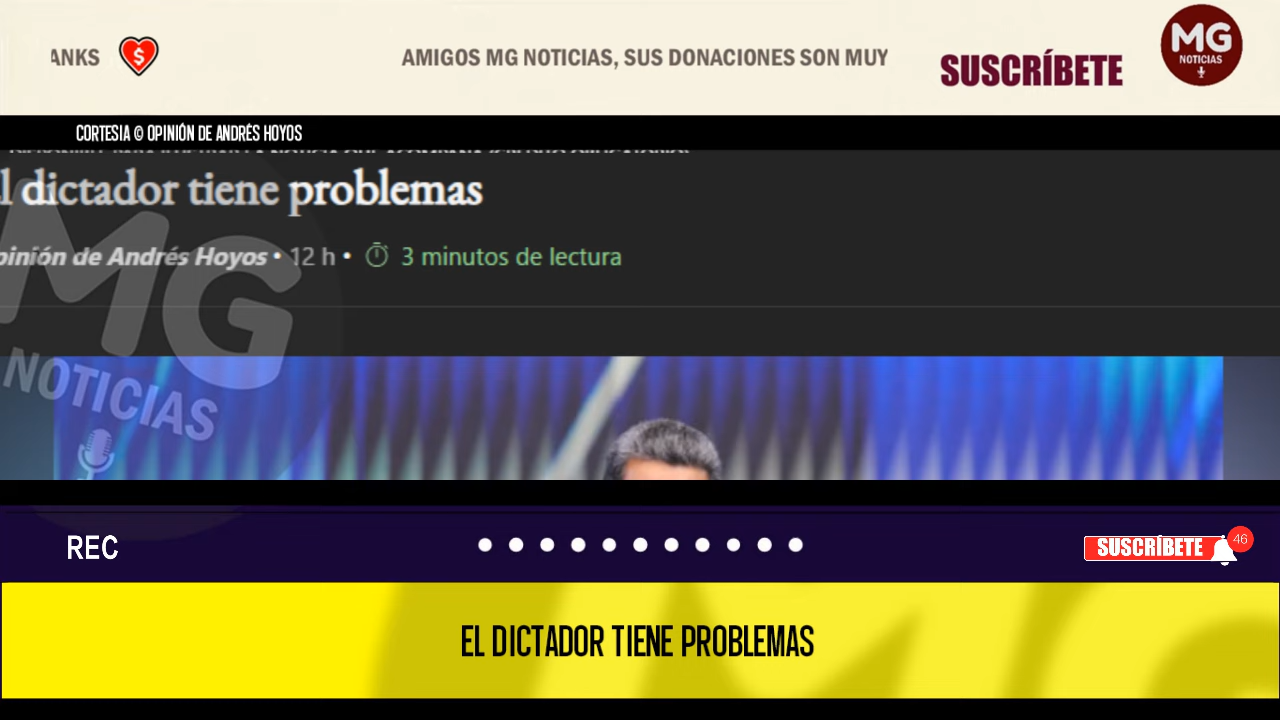 ANKS
AMIGOS MG NOTICIAS, SUS DONACIONES SON MUY
SUSCRÍBETE
MG
NOTICIAS
CORTESIA © OPINIÓN DE ANDRÉS HOYOS
l dictador tiene problemas
pinión de Andrés Hoyos • 12 h • 3 minutos de lectura
MG
NOTICIAS
REC
SUSCRÍBETE
46
EL DICTADOR TIENE PROBLEMAS